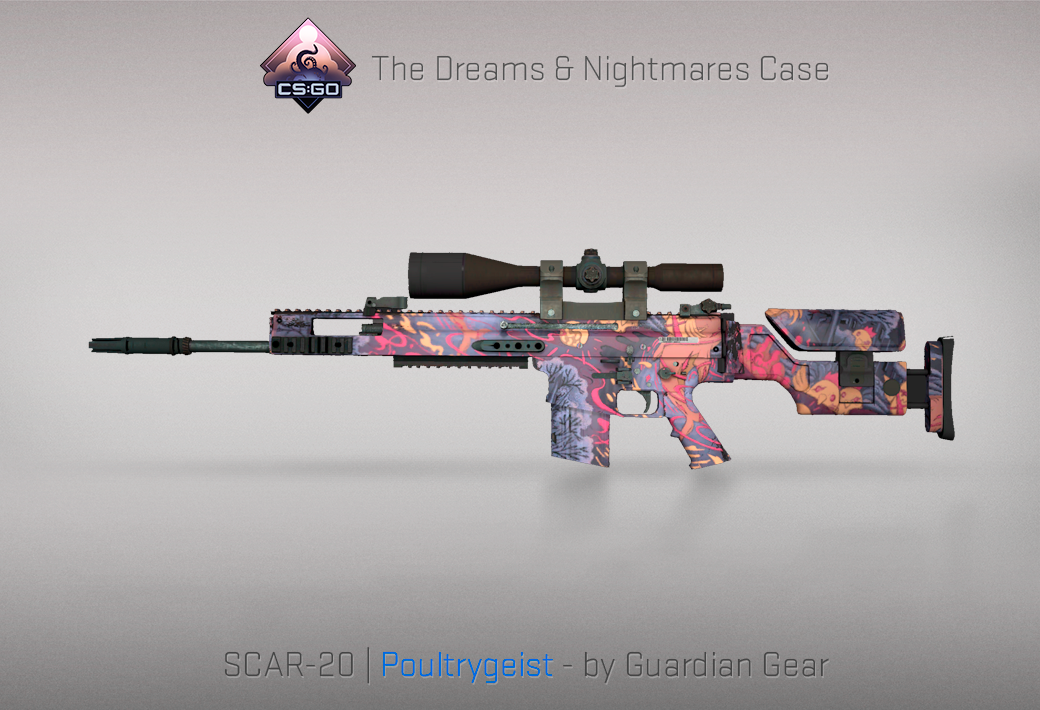 The Dreams & Nightmares Case
CS:GO
SCAR-20 | Poultrygeist - by Guardian Gear